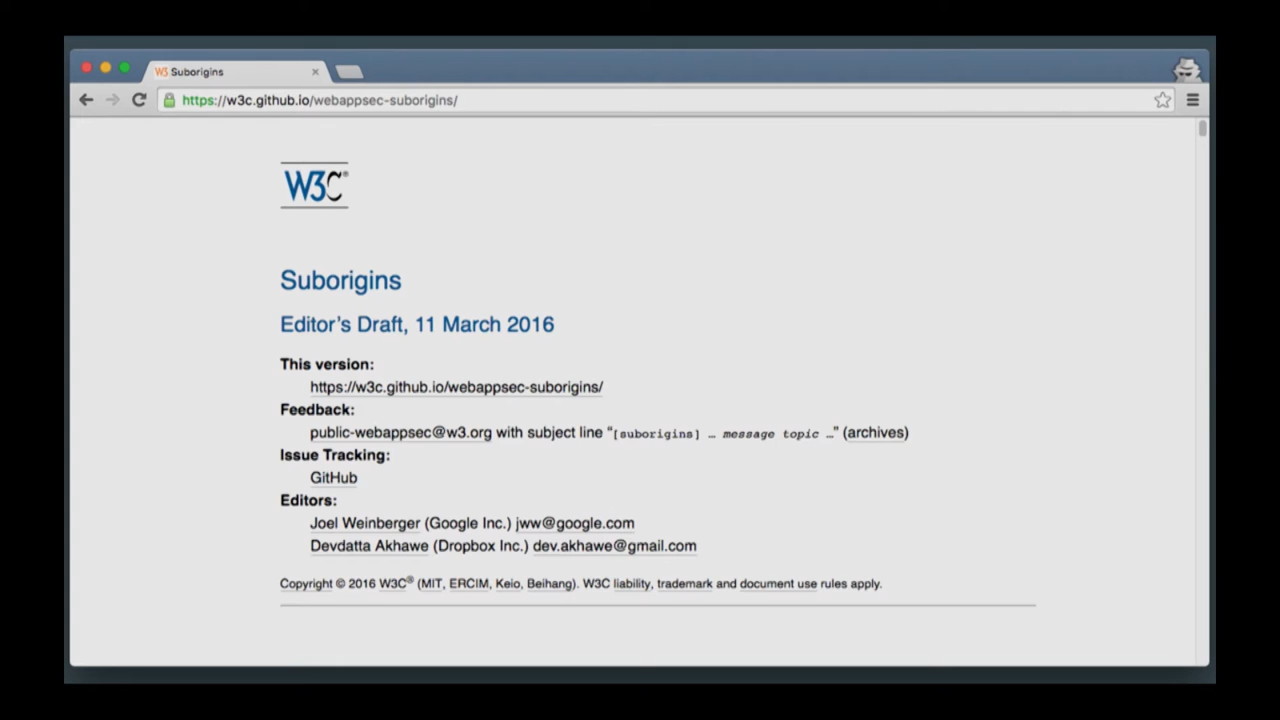 W3 Suborigins
https://w3c.github.io/webappsec-suborigins/
W3C®
Suborigins
Editor's Draft, 11 March 2016
This version:
https://w3c.github.io/webappsec-suborigins/
Feedback:
public-webappsec@w3.org with subject line “[suborigins] … message topic …” (archives)
Issue Tracking:
GitHub
Editors:
Joel Weinberger (Google Inc.) jww@google.com
Devdatta Akhawe (Dropbox Inc.) dev.akhawe@gmail.com
Copyright © 2016 W3C® (MIT, ERCIM, Keio, Beihang). W3C liability, trademark and document use rules apply.